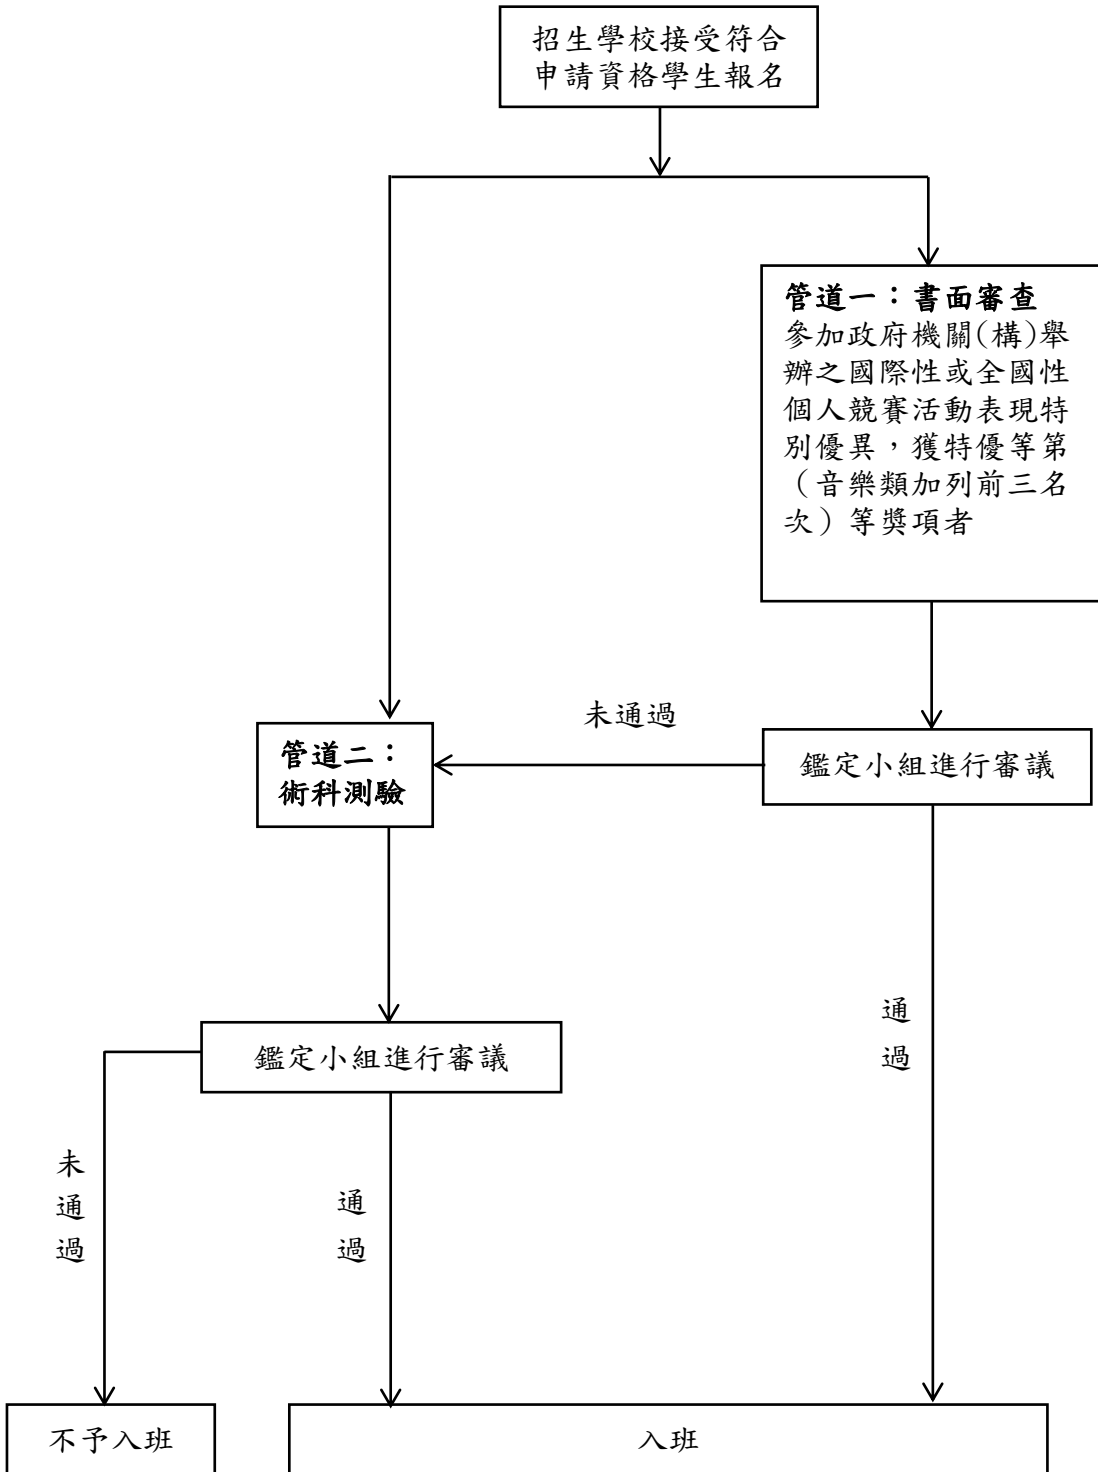 招生學校接受符合
申請資格學生報名
管道一：書面審查
參加政府機關(構)舉
辦之國際性或全國性
個人競賽活動表現特
別優異，獲特優等第
（音樂類加列前三名
次）等獎項者
未通過
管道二：
術科測驗
鑑定小組進行審議
通過
鑑定小組進行審議
未通過
通過
不予入班
入班